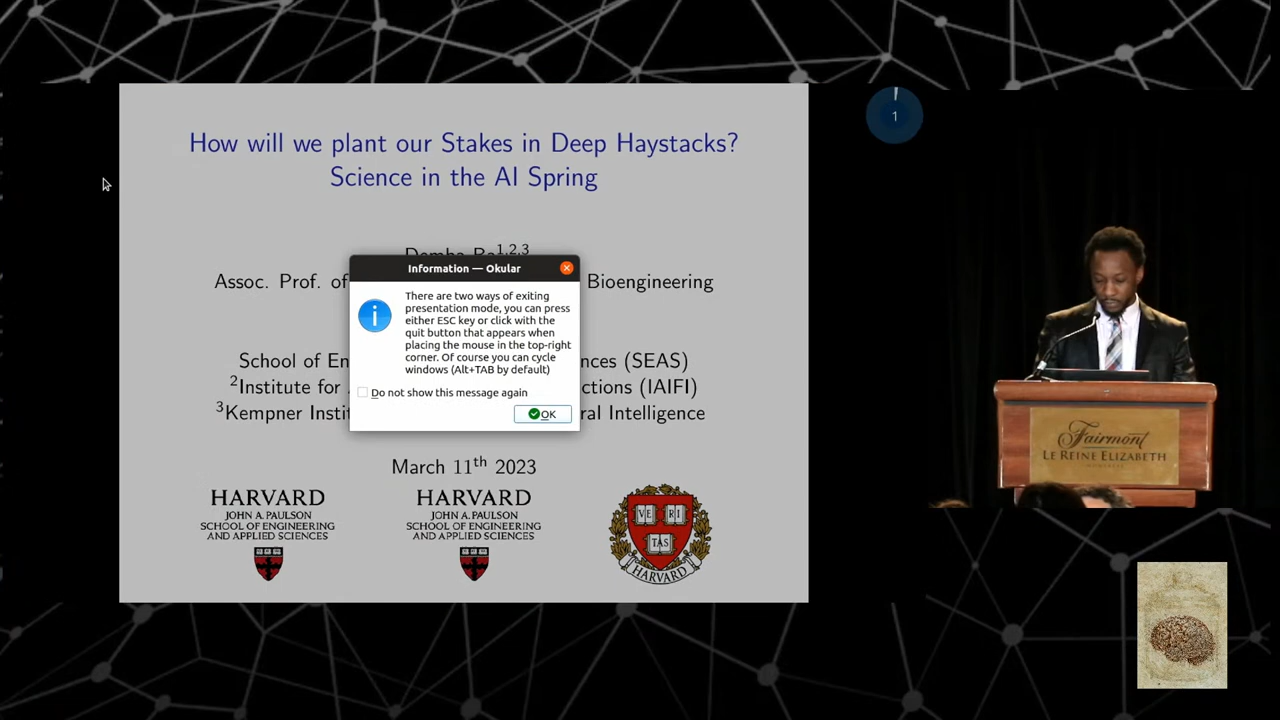 How will we plant our Stakes in Deep Haystacks?
Science in the AI Spring
1
1,2,3
Assoc. Prof. of
Bioengineering
Information — Okular
There are two ways of exiting
presentation mode, you can press
either ESC key or click with the
quit button that appears when
placing the mouse in the top-right
corner. Of course you can cycle
windows (Alt+TAB by default)
Do not show this message again
OK
School of En nces (SEAS)
2Institute for ctions (IAIFI)
3Kempner Instit ral Intelligence
March 11th 2023
HARVARD
JOHN A. PAULSON
SCHOOL OF ENGINEERING
AND APPLIED SCIENCES
HARVARD
JOHN A. PAULSON
SCHOOL OF ENGINEERING
AND APPLIED SCIENCES
VE RI
TAS
HARVARD
Fairmont
LE REINE ELIZABETH